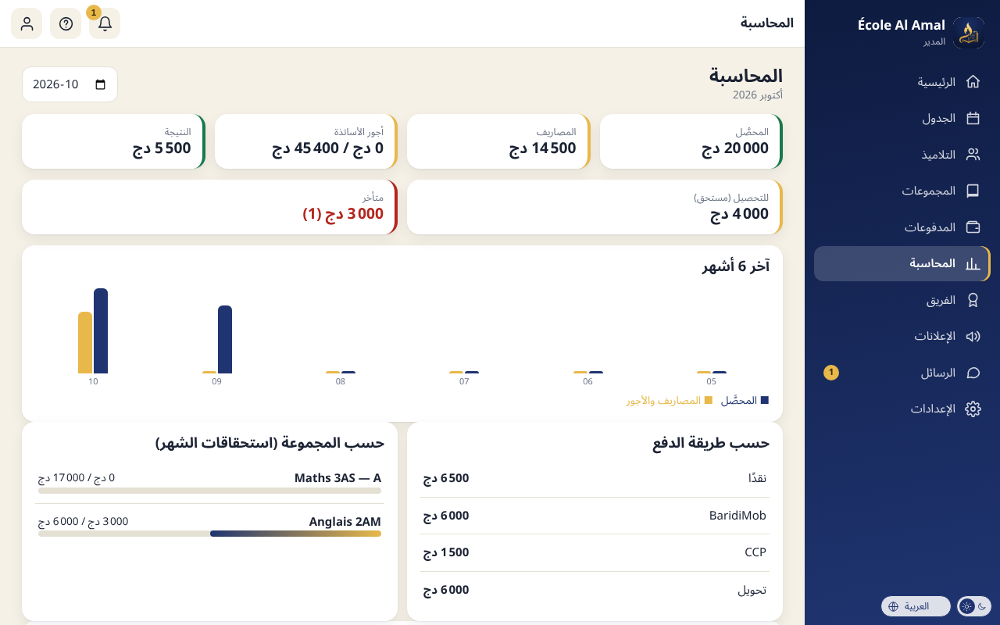 École Al Amal
المدير
الرئيسية
الجدول
التلاميذ
المجموعات
المدفوعات
المحاسبة
الفريق
الإعلانات
الرسائل
1
الإعدادات
العربية
المحاسبة
1
المحاسبة
أكتوبر 2026
2026-10
المحصَّل
20 000 دج
المصاريف
14 500 دج
أجور الأساتذة
0 دج / 45 400 دج
النتيجة
5 500 دج
للتحصيل (مستحق)
4 000 دج
متأخر
3 000 دج (1)
آخر 6 أشهر
05 06 07 08 09 10
المحصَّل
المصاريف والأجور
حسب طريقة الدفع
نقدًا 6 500 دج
BaridiMob 6 000 دج
CCP 1 500 دج
تحويل 6 000 دج
حسب المجموعة (استحقاقات الشهر)
Maths 3AS — A 0 دج / 17 000 دج
Anglais 2AM 3 000 دج / 6 000 دج